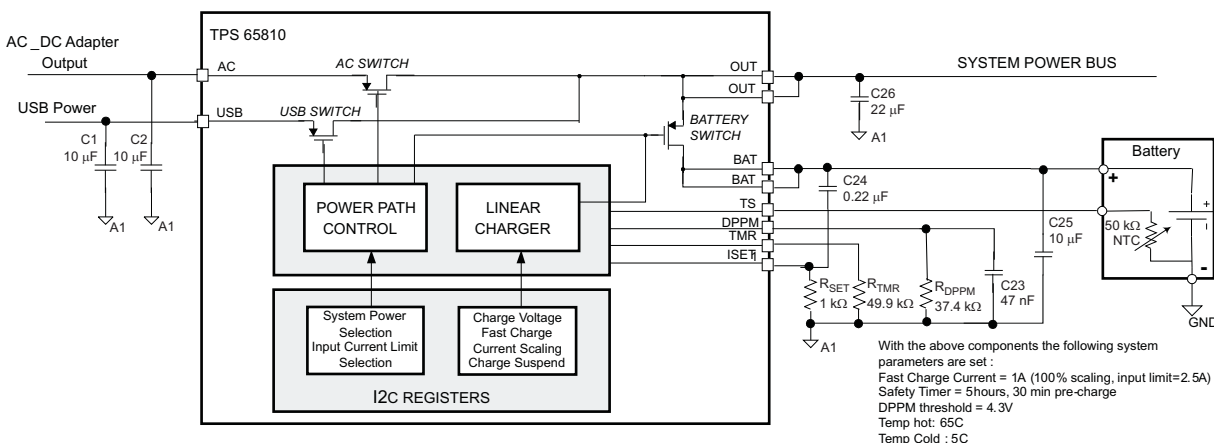 TPS 65810
AC _DC Adapter
Output
USB Power
C1
10 μF
C2
10 μF
A1
A1
AC
USB
AC SWITCH
USB SWITCH
BATTERY
SWITCH
OUT
OUT
BAT
BAT
TS
DPPM
TMR
ISET1
POWER PATH
CONTROL
LINEAR
CHARGER
System Power
Selection
Input Current Limit
Selection
Charge Voltage
Fast Charge
Current Scaling
Charge Suspend
I2C REGISTERS
SYSTEM POWER BUS
C26
22 μF
A1
C24
0.22 μF
C25
10 μF
C23
47 nF
RSET
1 kΩ
RTMR
49.9 kΩ
RDPPM
37.4 kΩ
A1
Battery
+
+
-
50 kΩ
NTC
-
GND
With the above components the following system
parameters are set :
Fast Charge Current = 1A (100% scaling, input limit=2.5A)
Safety Timer = 5hours, 30 min pre-charge
DPPM threshold = 4.3V
Temp hot: 65C
Temp Cold : 5C